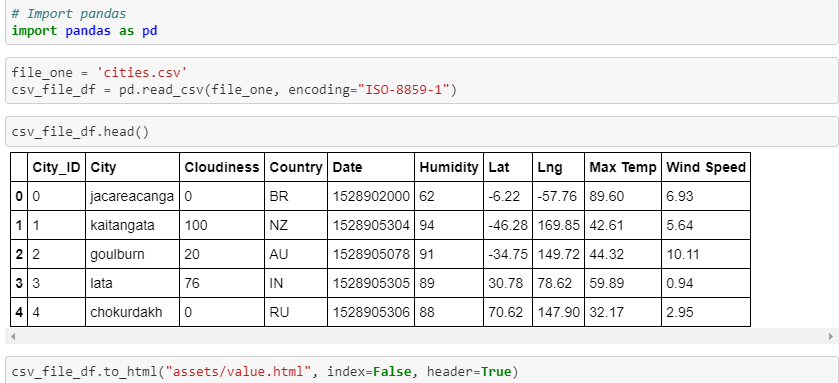 # Import pandas
import pandas as pd
file_one = 'cities.csv'
csv_file_df = pd.read_csv(file_one, encoding="ISO-8859-1")
csv_file_df.head()
City_ID City Cloudiness Country Date Humidity Lat Lng Max Temp Wind Speed
0 0 jacareacanga 0 BR 1528902000 62 -6.22 -57.76 89.60 6.93
1 1 kaitangata 100 NZ 1528905304 94 -46.28 169.85 42.61 5.64
2 2 goulburn 20 AU 1528905078 91 -34.75 149.72 44.32 10.11
3 3 lata 76 IN 1528905305 89 30.78 78.62 59.89 0.94
4 4 chokurdakh 0 RU 1528905306 88 70.62 147.90 32.17 2.95
csv_file_df.to_html("assets/value.html", index=False, header=True)